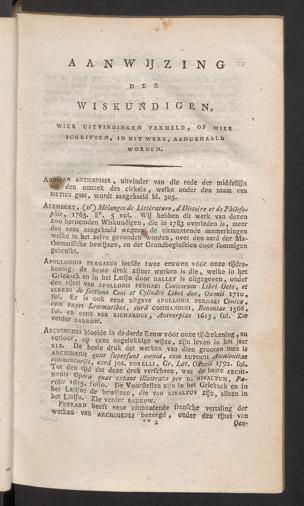 AANWIJZING
DER
WISKUNDIGEN,
WIER UITVINDINGEN VERMELD, OF WIER
SCHRIFTEN, IN DIT WERK, AANGEHAALD
WORDEN.
ADRIAAN ANTHONISSE, uitvinder van die rede der middellijn
den omtrek des cirkels, welke onder den naam van
METIUS gaat, wordt aangehaald bl. 305.
ALEMBERT, (D') Mélanges de Littérature, d'Histoire et de Philoso-
phie, 1763. 8°. 5 vol. Wij hebben dit werk van dezen
zoo beroemden Wiskundigen, die in 1783 overleden is, meer
dan eens aangehaald wegens de uitmuntende aanmerkingen
welke in het zelve gevonden worden, over den aard der Ma-
thematische bewijzen, en der Grondbeginselen door sommigen
gebruikt.
APOLLONIUS PERGAEUS leefde twee eeuwen vóór onze tijdre-
kening: de beste druk zijner werken is die, welke in het
Grieksch en in het Latijn door HALLEY is uitgegeven, onder
den titel van APOLLONII PERGAEI Conicorum Libri Octo, et
SERENI de sectione Coni et Cylindri Libri duo, Oxonii 1710,
fol. Er is ook eene uitgave APOLLONII PERGAEI Conica
cum Pappi Lemmatibus, curâ COMMANDINI, Bononiae 1566,
fol. en eene van RICHARDUS, Antverpiae 1655, fol. Zie
verder BARROW.
ARCHIMEDES bloeide in de derde Eeuw vóór onze tijdrekening, en
verloor, op eene ongelukkige wijze, zijn leven in het jaar
212. De beste druk der werken van dien grooten man is
ARCHIMEDIS quae supersunt omnia, cum EUTOCII Ascalonitae
commentariis, curâ JOS. TORELLI, Gr. Lat. Oxonii 1792. fol.
Tot den tijd dat deze druk verscheen, was de beste ARCHI-
MEDIS Opera quae extant illustrata per D. RIVALTUM, Pa-
risiis 1615. folio. De Voorstellen zijn in het Grieksch en in
het Latijn: de bewijzen, die van RIVALTUS zijn, alleen in
het Latijn. Zie verder BARROW.
PEYRARD heeft eene uitmuntende fransche vertaling der
werken van ARCHIMEDES bezorgd, onder den titel van
** 2
Oeu-